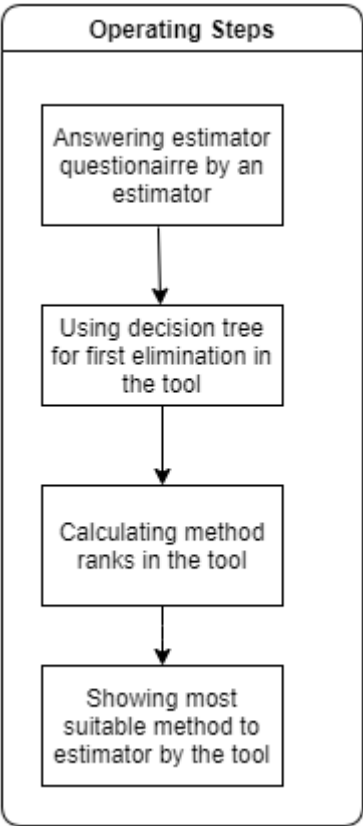 Operating Steps
Answering estimator
questionairre by an
estimator
Using decision tree
for first elimination in
the tool
Calculating method
ranks in the tool
Showing most
suitable method to
estimator by the tool